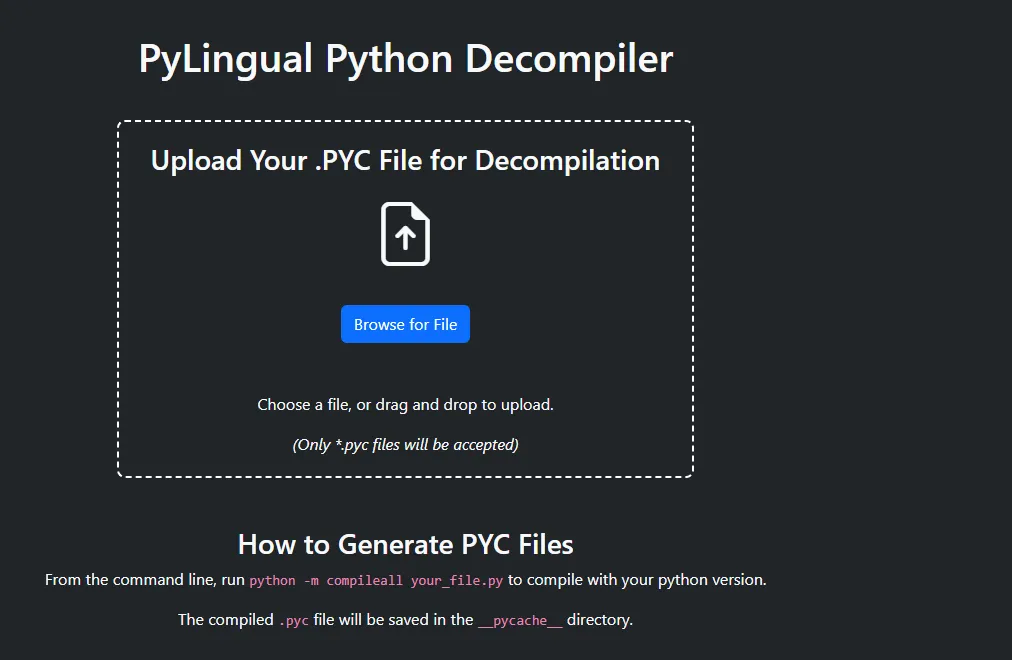 PyLingual Python Decompiler
Upload Your .PYC File for Decompilation
Browse for File
Choose a file, or drag and drop to upload.
(Only *.pyc files will be accepted)
How to Generate PYC Files
From the command line, run python -m compileall your_file.py to compile with your python version.
The compiled .pyc file will be saved in the __pycache__ directory.